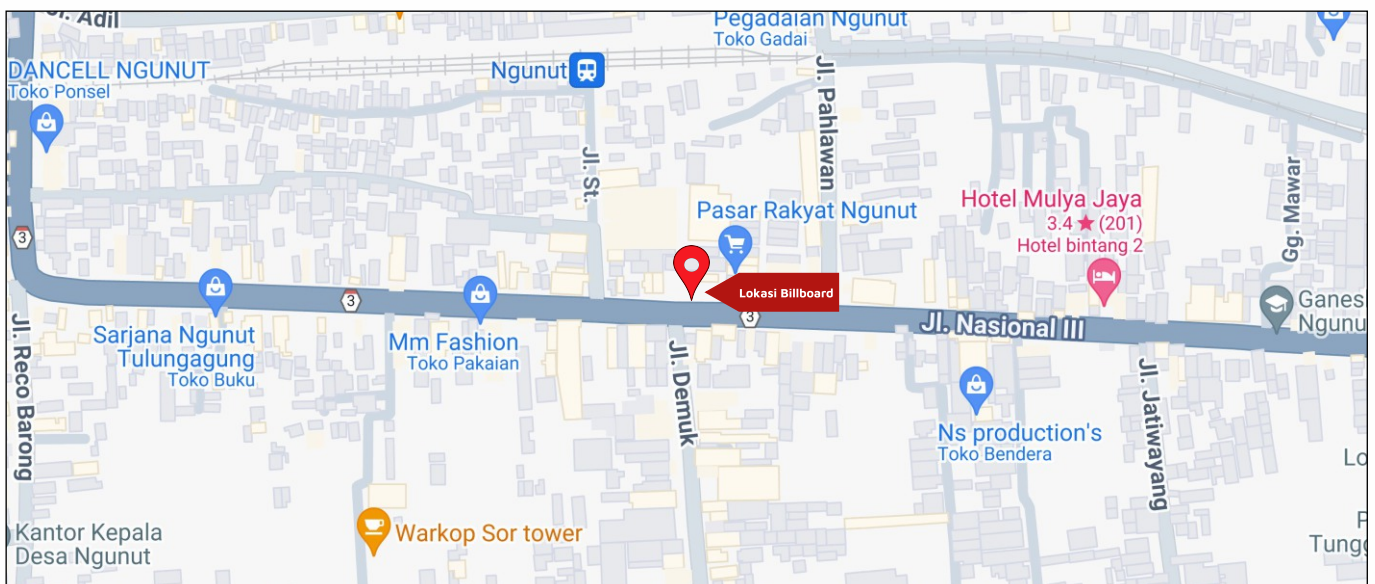 Jl. Adil
Pegadaian Ngunut
Toko Gadai
DANCELL NGUNUT
Toko Ponsel
Ngunut
Jl. Pahlawan
Jl. St.
Gg. Mawar
Hotel Mulya Jaya
3.4 ★ (201)
Hotel bintang 2
Pasar Rakyat Ngunut
3
3
Lokasi Billboard
3
Jl. Nasional III
Ganes
Ngunu
Sarjana Ngunut
Tulungagung
Toko Buku
Mm Fashion
Toko Pakaian
Jl. Reco Barong
Jl. Demuk
Jl. Jatiwayang
Ns production's
Toko Bendera
Lo
Warkop Sor tower
Kantor Kepala
Desa Ngunut
P
Tungg